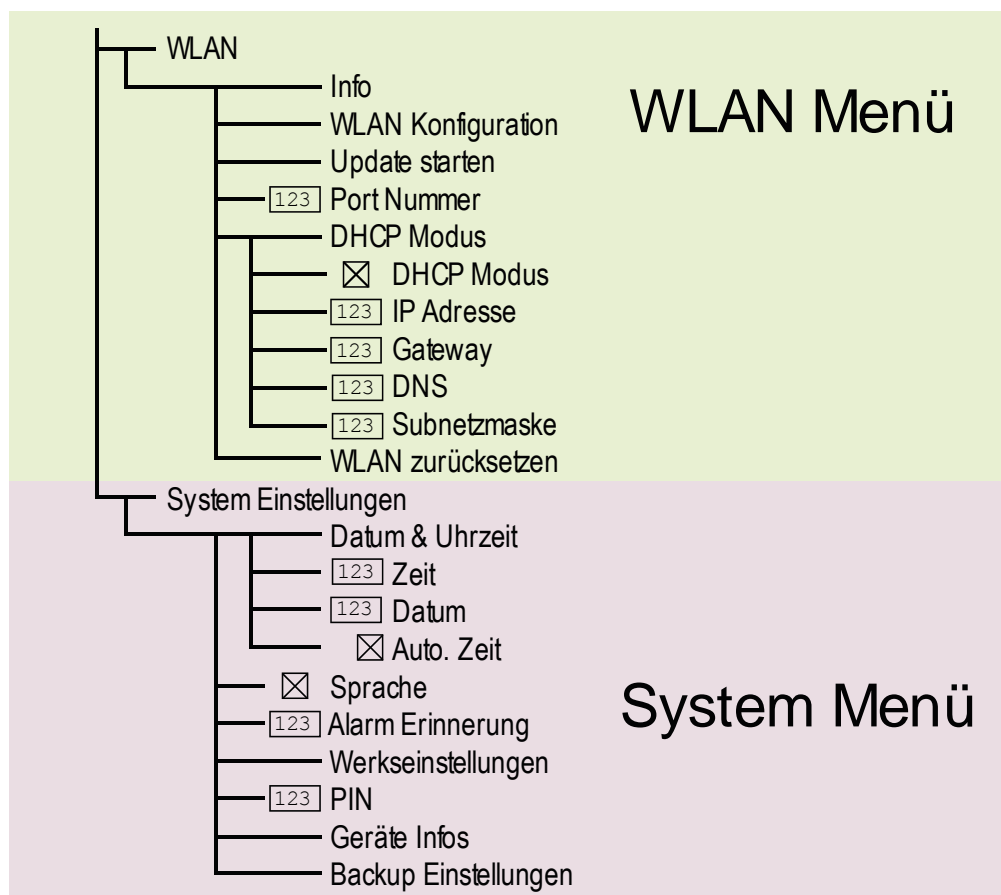 WLAN
Info
WLAN Konfiguration
WLAN Menü
Update starten
123 Port Nummer
DHCP Modus
DHCP Modus
123 IP Adresse
123 Gateway
123 DNS
123 Subnetzmaske
WLAN zurücksetzen
System Einstellungen
Datum & Uhrzeit
123 Zeit
123 Datum
Auto. Zeit
Sprache
System Menü
123 Alarm Erinnerung
Werkseinstellungen
123 PIN
Geräte Infos
Backup Einstellungen